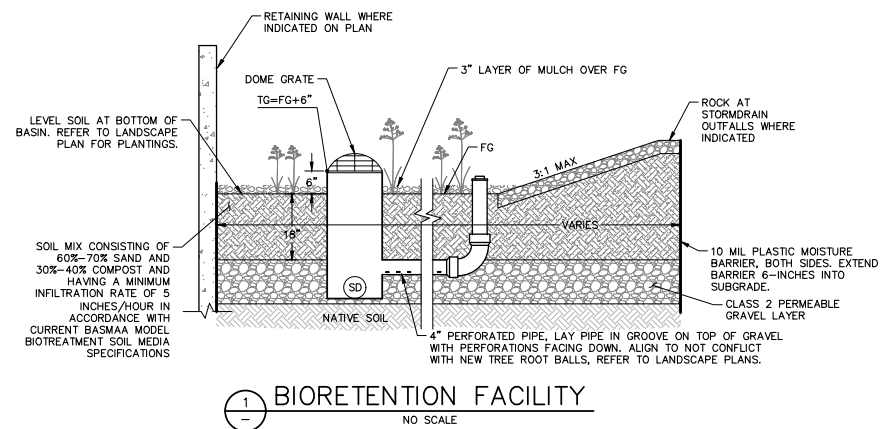 RETAINING WALL WHERE
INDICATED ON PLAN
DOME GRATE
TG=FG+6"
3" LAYER OF MULCH OVER FG
LEVEL SOIL AT BOTTOM OF
BASIN. REFER TO LANDSCAPE
PLAN FOR PLANTINGS.
ROCK AT
STORMDRAIN
OUTFALLS WHERE
INDICATED
FG
3:1 MAX
6"
18"
VARIES
SOIL MIX CONSISTING OF
60%-70% SAND AND
30%-40% COMPOST AND
HAVING A MINIMUM
INFILTRATION RATE OF 5
INCHES/HOUR IN
ACCORDANCE WITH
CURRENT BASMAA MODEL
BIOTREATMENT SOIL MEDIA
SPECIFICATIONS
10 MIL PLASTIC MOISTURE
BARRIER, BOTH SIDES. EXTEND
BARRIER 6-INCHES INTO
SUBGRADE.
SD
CLASS 2 PERMEABLE
GRAVEL LAYER
NATIVE SOIL
4" PERFORATED PIPE, LAY PIPE IN GROOVE ON TOP OF GRAVEL
WITH PERFORATIONS FACING DOWN. ALIGN TO NOT CONFLICT
WITH NEW TREE ROOT BALLS, REFER TO LANDSCAPE PLANS.
1
–
BIORETENTION FACILITY
NO SCALE